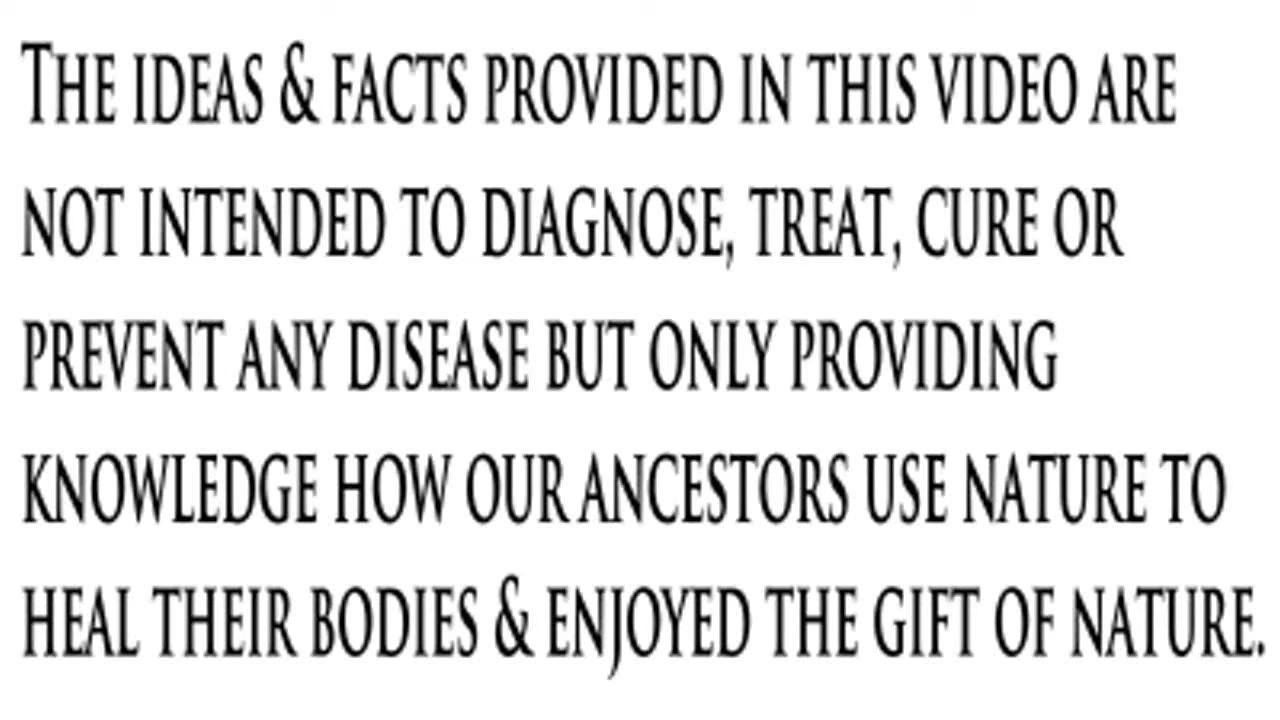 THE IDEAS & FACTS PROVIDED IN THIS VIDEO ARE
NOT INTENDED TO DIAGNOSE, TREAT, CURE OR
PREVENT ANY DISEASE BUT ONLY PROVIDING
KNOWLEDGE HOW OUR ANCESTORS USE NATURE TO
HEAL THEIR BODIES & ENJOYED THE GIFT OF NATURE.